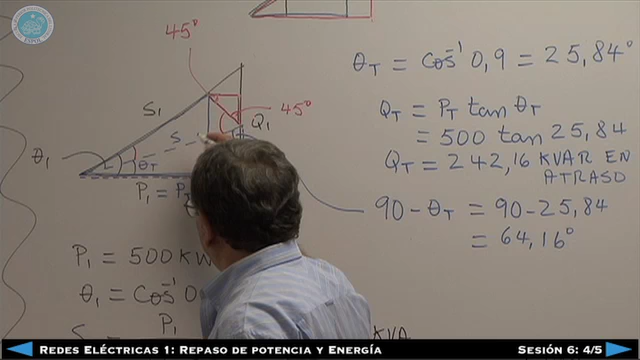 45°
S₁
S
45°
Q₁
θ₁
θT
P₁ = PT
P₁ = 500 KW
θ₁ = Cos⁻¹ 0
P₁
KVA
θT = Cos⁻¹ 0,9 = 25,84°
QT = PT tan θT
= 500 tan 25,84
QT = 242,16 KVAR EN
ATRASO
90 - θT = 90 - 25,84
= 64,16°
Redes Eléctricas 1: Repaso de potencia y Energía
Sesión 6: 4/5